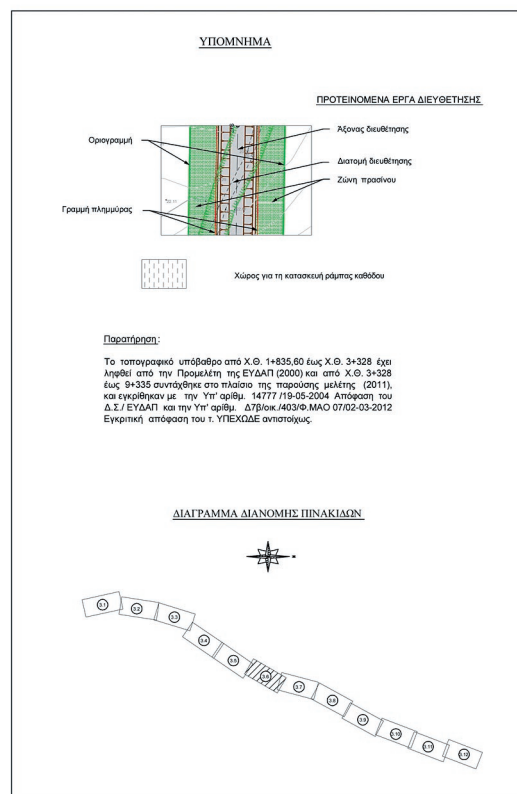 ΥΠΟΜΝΗΜΑ
ΠΡΟΤΕΙΝΟΜΕΝΑ ΕΡΓΑ ΔΙΕΥΘΕΤΗΣΗΣ
Οριογραμμή
Άξονας διευθέτησης
Διατομή διευθέτησης
Ζώνη πρασίνου
Γραμμή πλημμύρας
Χώρος για τη κατασκευή ράμπας καθόδου
Παρατήρηση:
Το τοπογραφικό υπόβαθρο από Χ.Θ. 1+835,60 έως Χ.Θ. 3+328 έχει
ληφθεί από την Προμελέτη της ΕΥΔΑΠ (2000) και από Χ.Θ. 3+328
έως 9+335 συντάχθηκε στο πλαίσιο της παρούσης μελέτης (2011),
και εγκρίθηκαν με την Υπ' αρίθμ. 14777 /19-05-2004 Απόφαση του
Δ.Σ./ ΕΥΔΑΠ και την Υπ' αρίθμ. Δ7β/οικ./403/Φ.ΜΑΟ 07/02-03-2012
Εγκριτική απόφαση του τ. ΥΠΕΧΩΔΕ αντιστοίχως.
ΔΙΑΓΡΑΜΜΑ ΔΙΑΝΟΜΗΣ ΠΙΝΑΚΙΔΩΝ
3.1
3.2
3.3
3.4
3.5
3.6
3.7
3.8
3.9
3.10
3.11
3.12